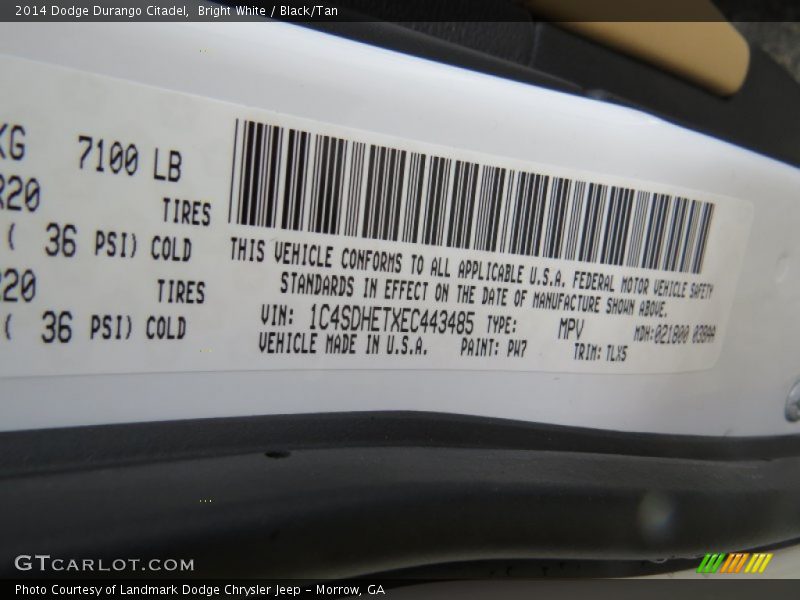 2014 Dodge Durango Citadel, Bright White / Black/Tan
KG 7100 LB
R20 TIRES
( 36 PSI) COLD
R20 TIRES
( 36 PSI) COLD
THIS VEHICLE CONFORMS TO ALL APPLICABLE U.S.A. FEDERAL MOTOR VEHICLE SAFETY
STANDARDS IN EFFECT ON THE DATE OF MANUFACTURE SHOWN ABOVE.
VIN: 1C4SDHETXEC443485 TYPE: MPV MDH:021800 038AA
VEHICLE MADE IN U.S.A. PAINT: PW7 TRIM: TLX5
GTCARLOT.COM
Photo Courtesy of Landmark Dodge Chrysler Jeep - Morrow, GA